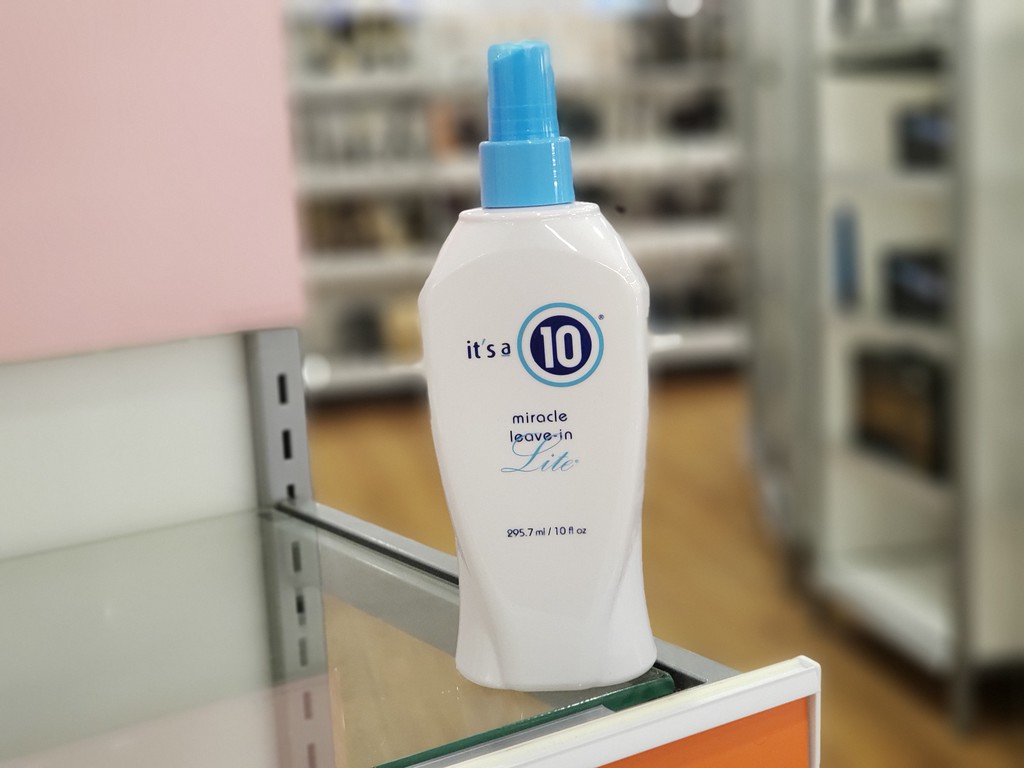 it's a 10®
miracle
leave-in
Lite®
295.7 ml / 10 fl oz